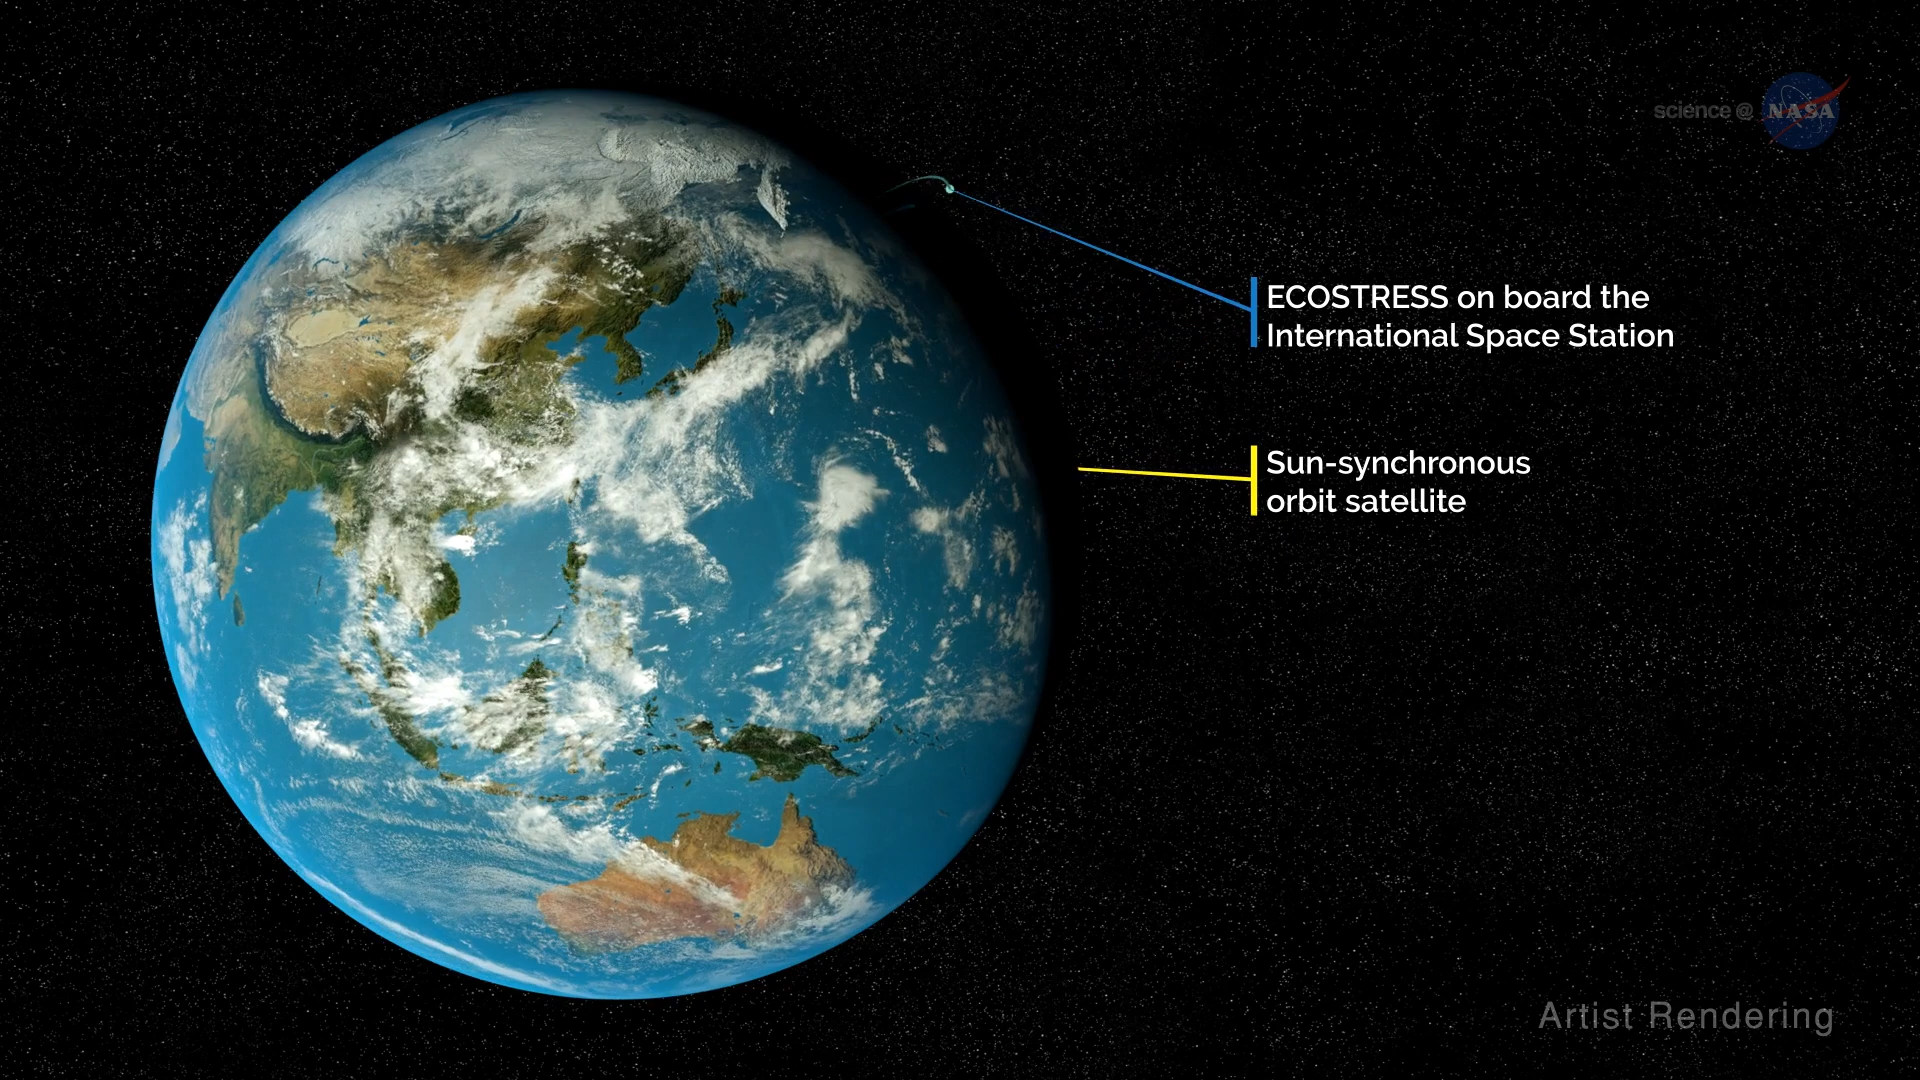 science @ NASA
ECOSTRESS on board the
International Space Station
Sun-synchronous
orbit satellite
Artist Rendering